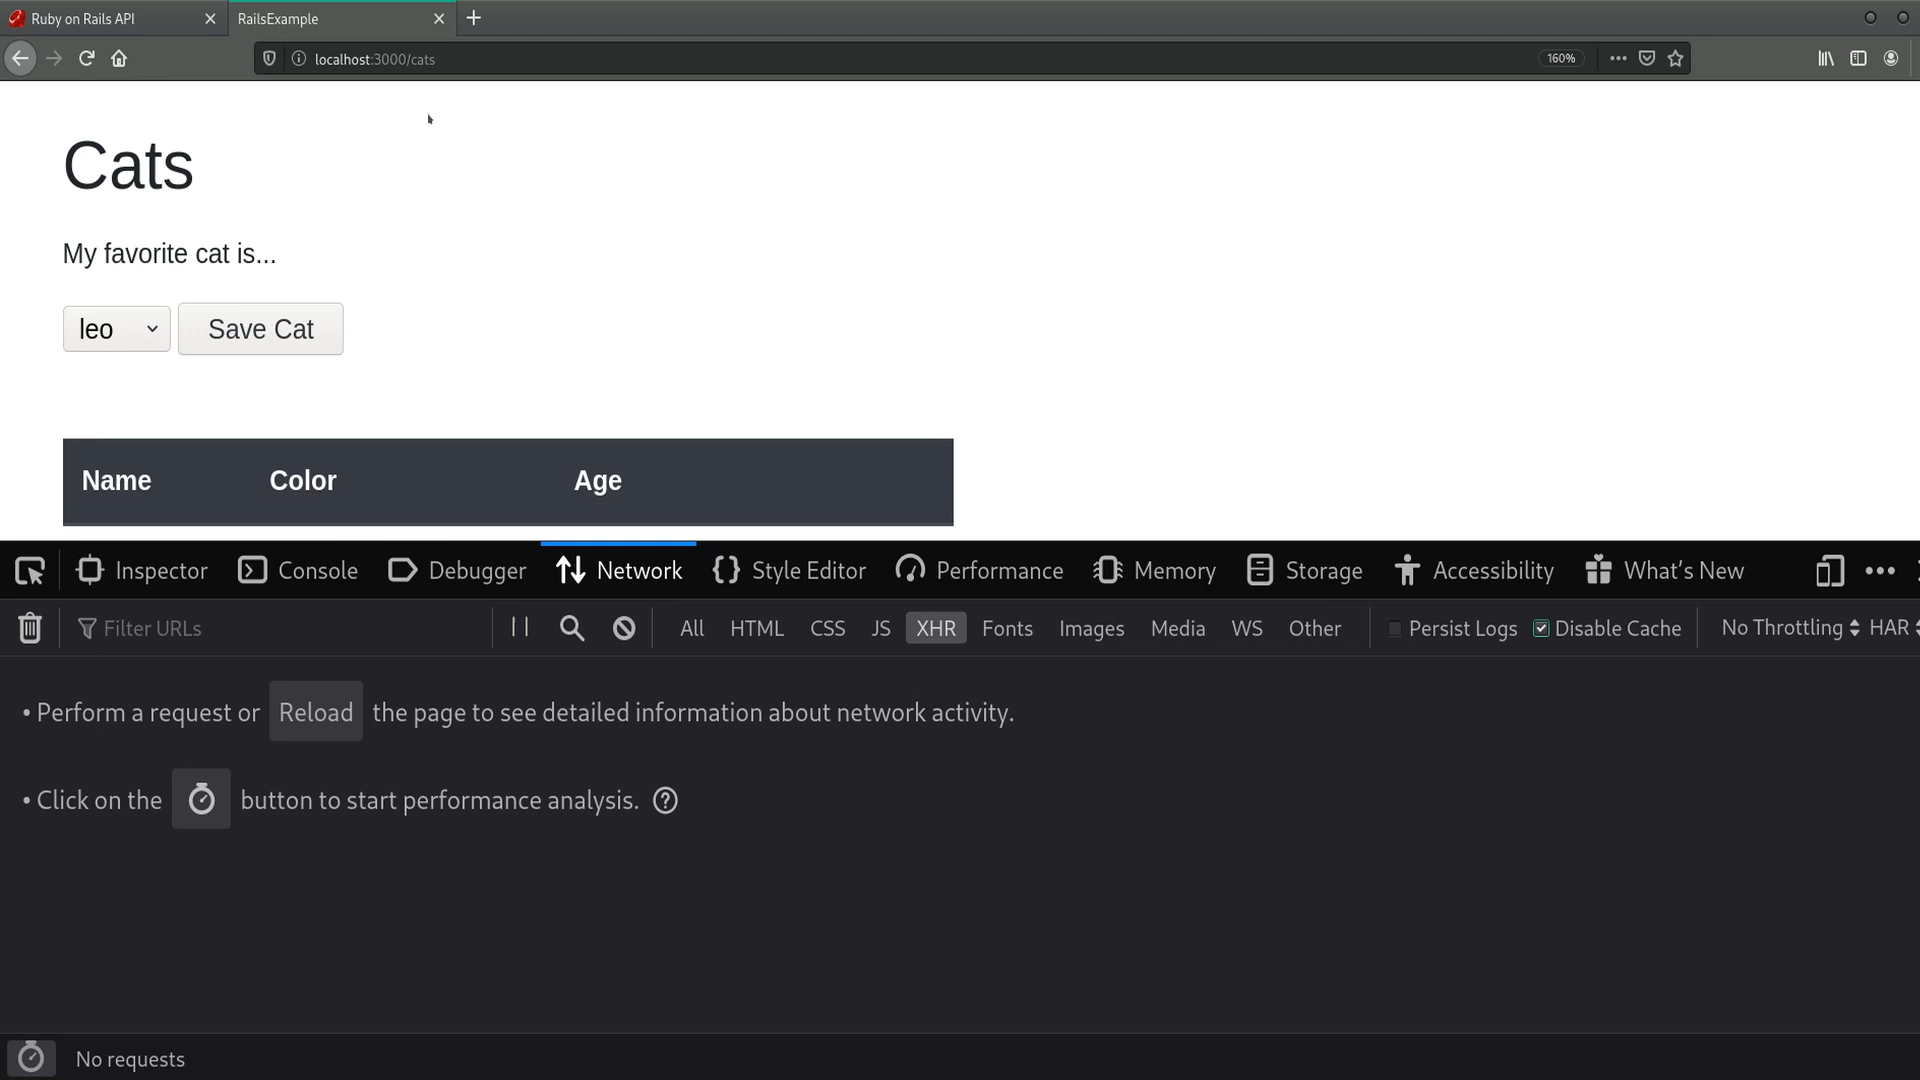 Ruby on Rails API
RailsExample
localhost:3000/cats
160%
Cats
My favorite cat is...
leo
Save Cat
Name Color Age
Inspector Console Debugger Network Style Editor Performance Memory Storage Accessibility What's New
Filter URLs All HTML CSS JS XHR Fonts Images Media WS Other Persist Logs Disable Cache No Throttling HAR
• Perform a request or Reload the page to see detailed information about network activity.
• Click on the button to start performance analysis.
No requests